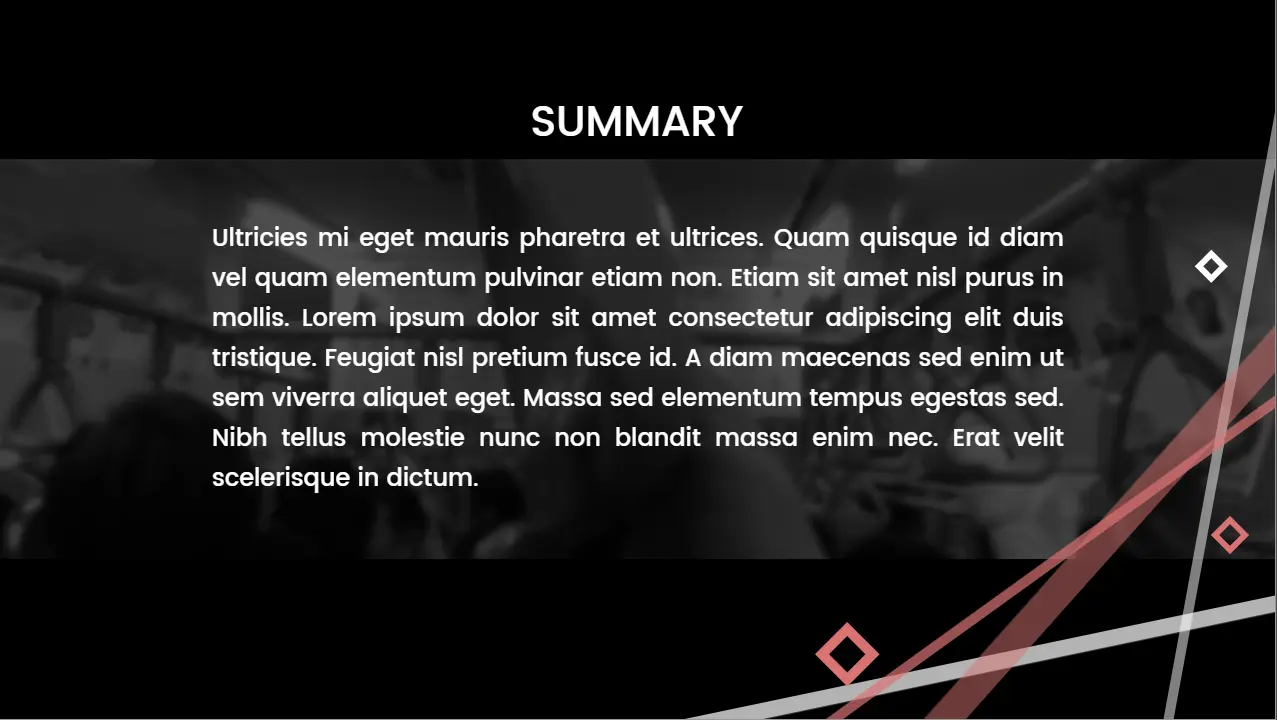 SUMMARY
Ultricies mi eget mauris pharetra et ultrices. Quam quisque id diam
vel quam elementum pulvinar etiam non. Etiam sit amet nisl purus in
mollis. Lorem ipsum dolor sit amet consectetur adipiscing elit duis
tristique. Feugiat nisl pretium fusce id. A diam maecenas sed enim ut
sem viverra aliquet eget. Massa sed elementum tempus egestas sed.
Nibh tellus molestie nunc non blandit massa enim nec. Erat velit
scelerisque in dictum.